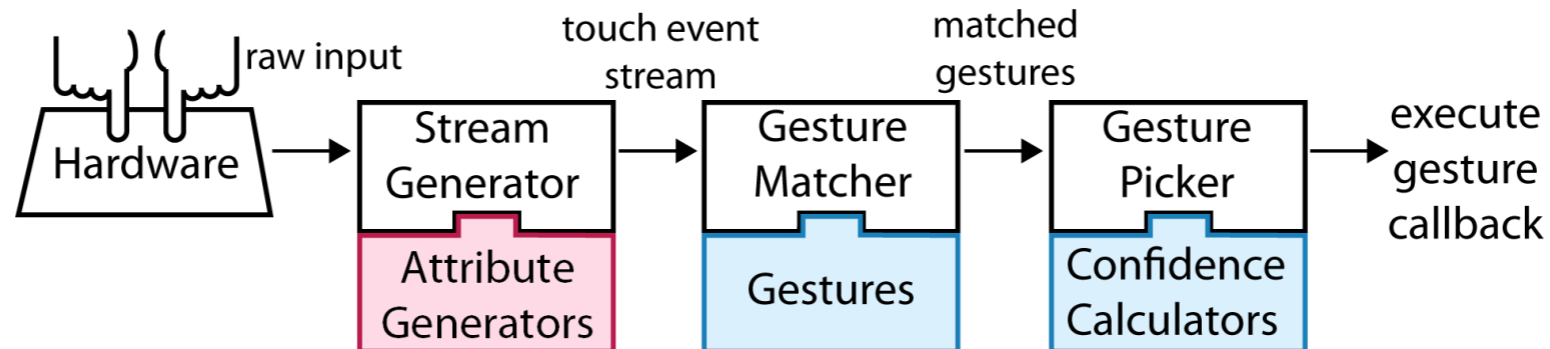 raw input
Hardware
Stream
Generator
Attribute
Generators
touch event
stream
Gesture
Matcher
Gestures
matched
gestures
Gesture
Picker
Confidence
Calculators
execute
gesture
callback